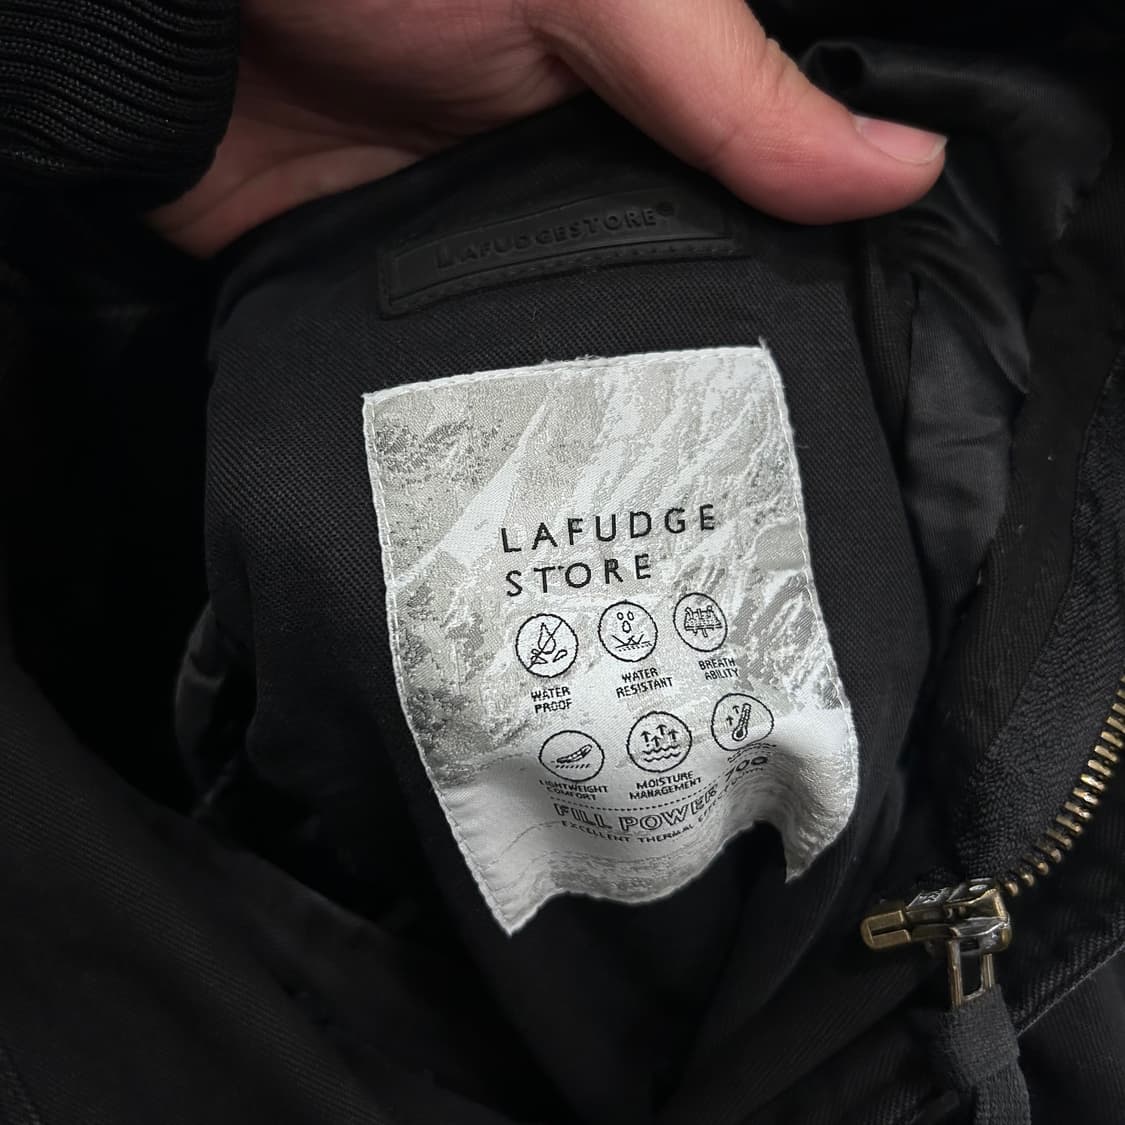 LAFUDGESTORE®
LAFUDGE
STORE
WATER
PROOF
WATER
RESISTANT
BREATH
ABILITY
LIGHTWEIGHT
COMFORT
MOISTURE
MANAGEMENT
FILL POWER 700
EXCELLENT THERMAL